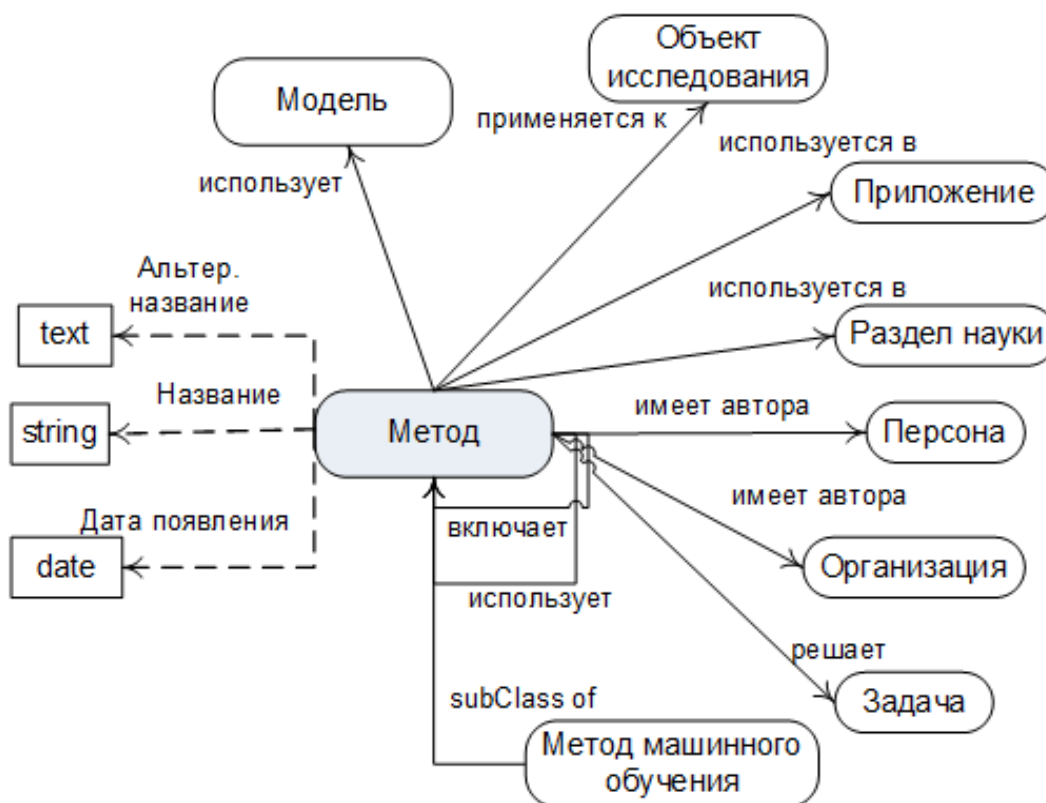 Объект
исследования
Модель
применяется к
использует
используется в
Приложение
Альтер.
название
text
используется в
Раздел науки
Название
string
Метод
имеет автора
Персона
имеет автора
Дата появления
date
включает
использует
Организация
решает
Задача
subClass of
Метод машинного
обучения